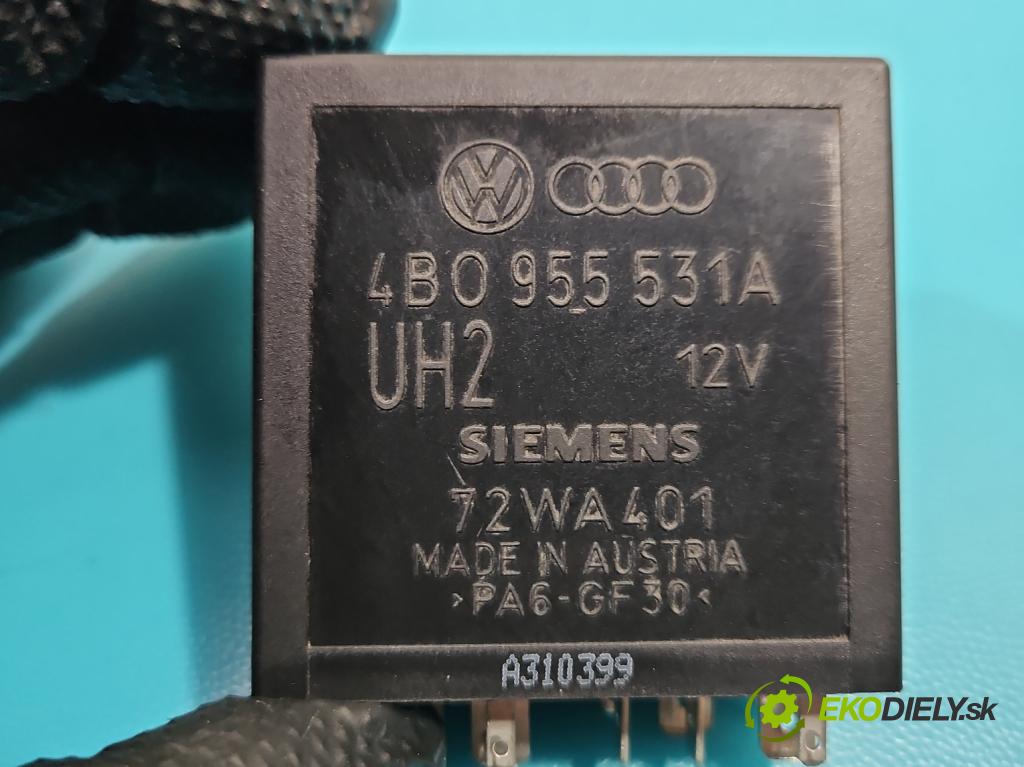 4B0 955 531A
UH2 12V
SIEMENS
72WA401
MADE IN AUSTRIA
>PA6-GF30<
A310399
EKODIELY.sk